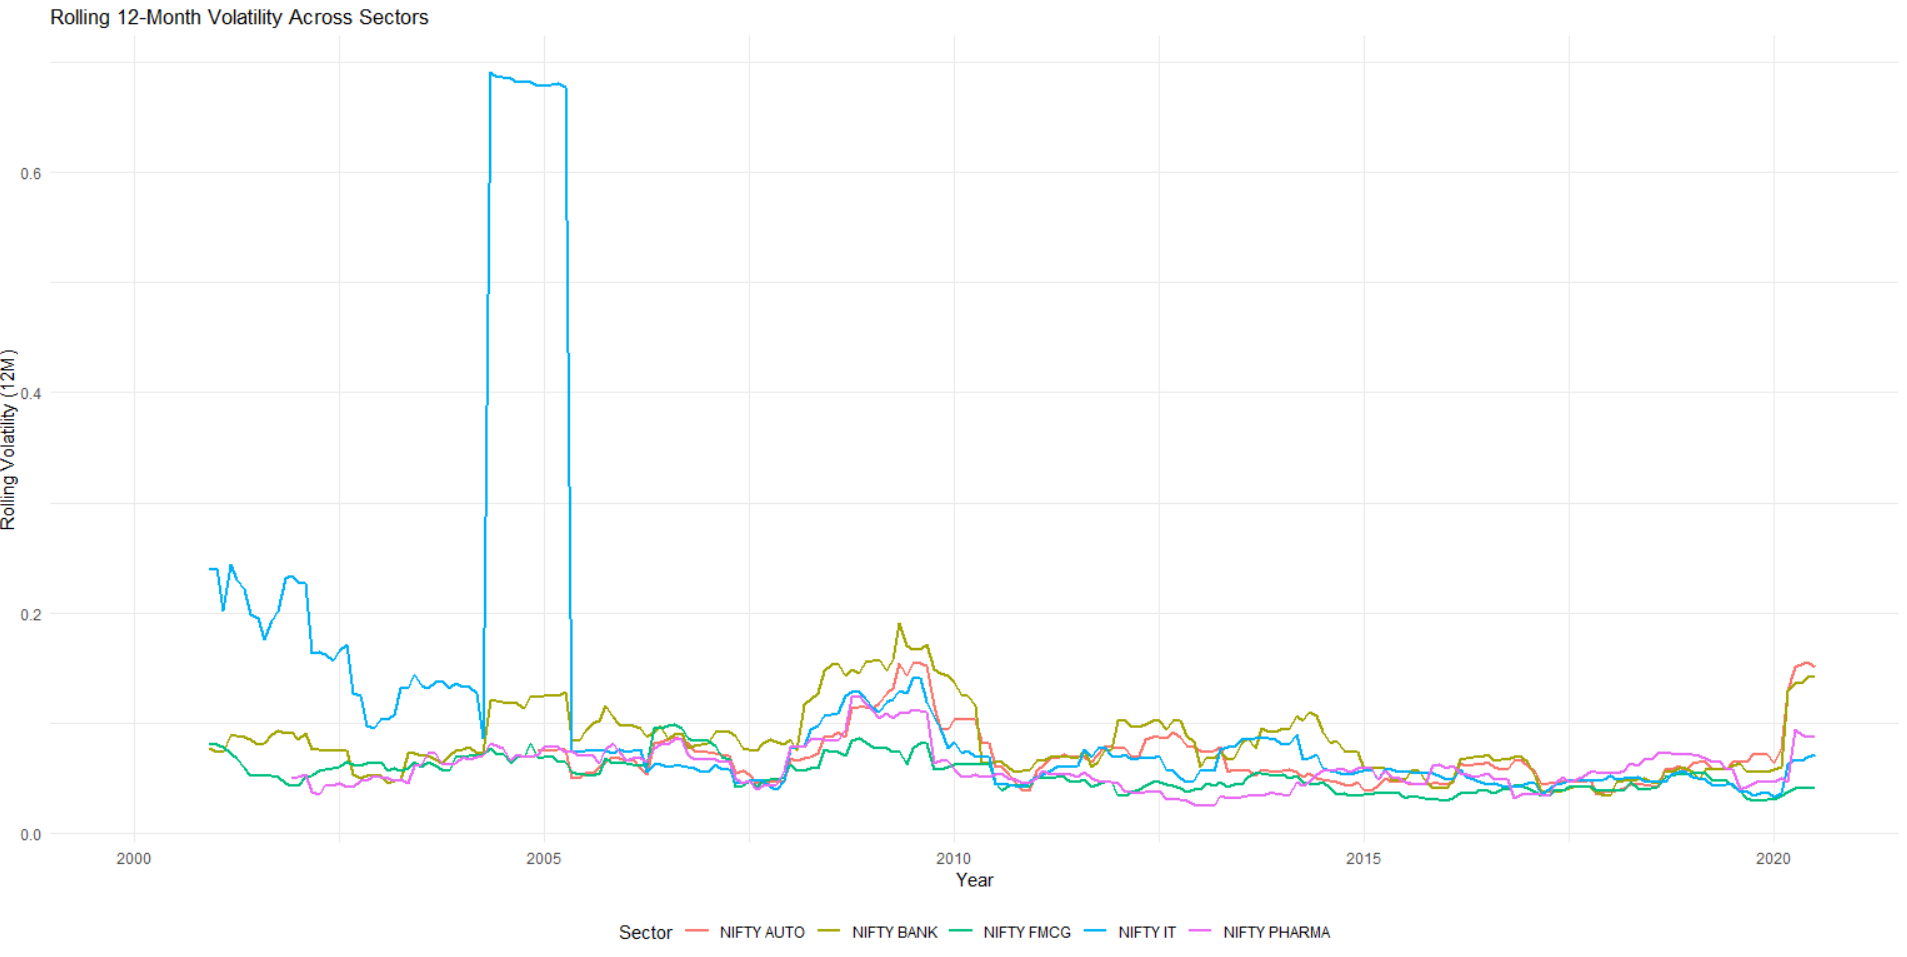 Rolling 12-Month Volatility Across Sectors
Rolling Volatility (12M)
0.6
0.4
0.2
0.0
2000 2005 2010 2015 2020
Year
Sector NIFTY AUTO NIFTY BANK NIFTY FMCG NIFTY IT NIFTY PHARMA